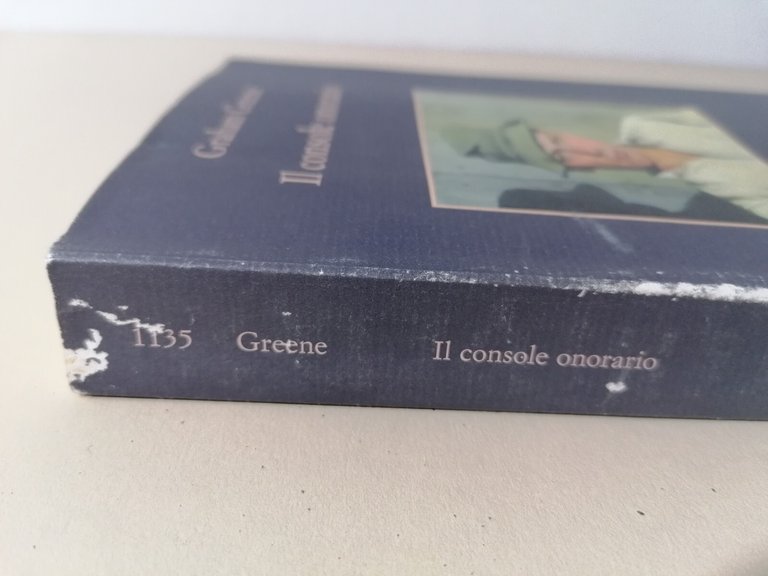 Graham Greene
Il console onorario
1135 Greene Il console onorario